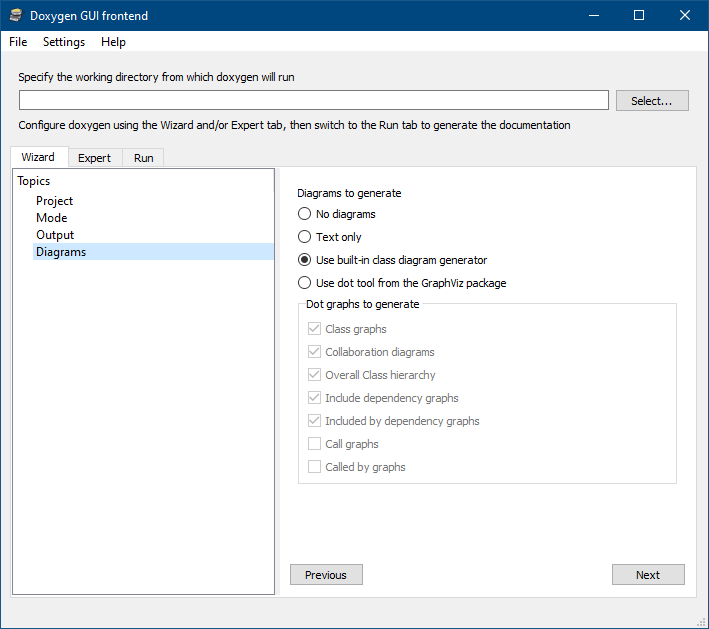 Doxygen GUI frontend
File Settings Help
Specify the working directory from which doxygen will run
Select...
Configure doxygen using the Wizard and/or Expert tab, then switch to the Run tab to generate the documentation
Wizard Expert Run
Topics
Project
Mode
Output
Diagrams
Diagrams to generate
No diagrams
Text only
Use built-in class diagram generator
Use dot tool from the GraphViz package
Dot graphs to generate
Class graphs
Collaboration diagrams
Overall Class hierarchy
Include dependency graphs
Included by dependency graphs
Call graphs
Called by graphs
Previous Next